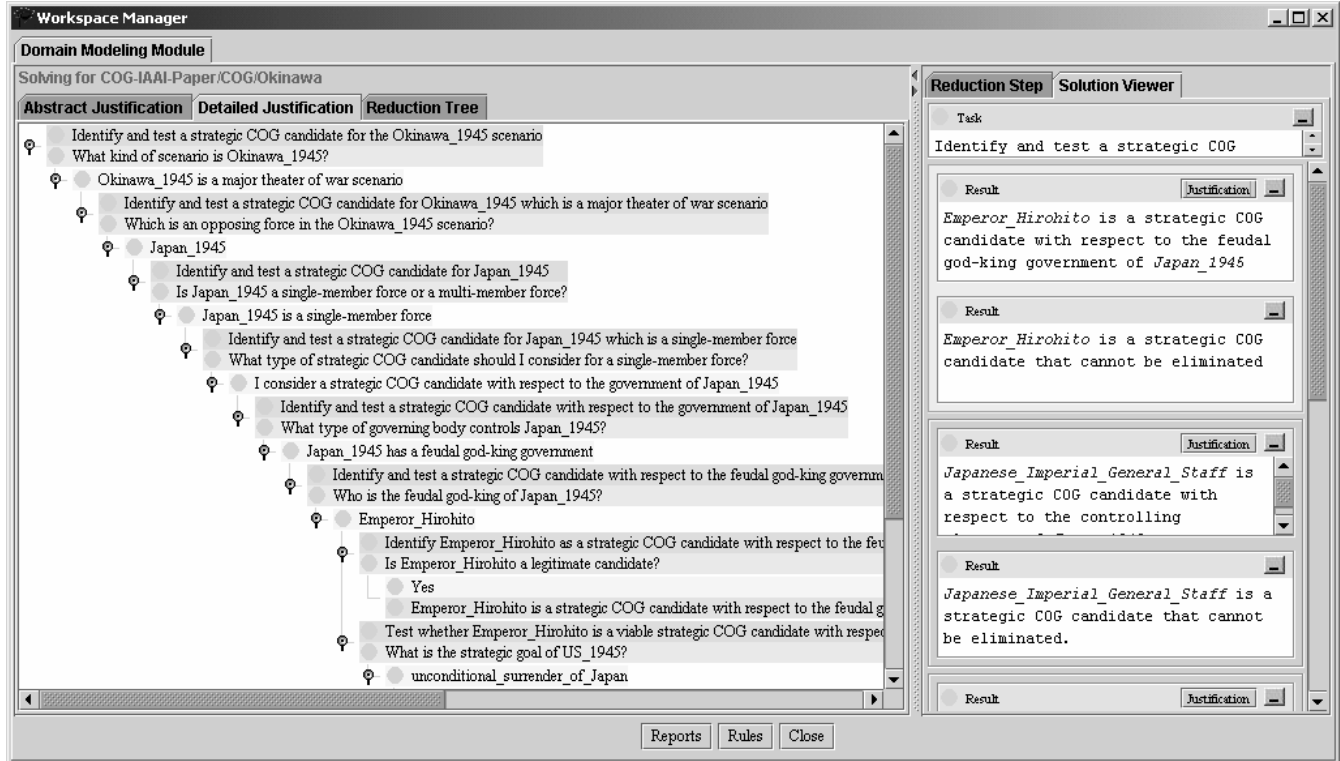 Workspace Manager
Domain Modeling Module
Solving for COG-IAAI-Paper/COG/Okinawa
Abstract Justification Detailed Justification Reduction Tree
Identify and test a strategic COG candidate for the Okinawa_1945 scenario
What kind of scenario is Okinawa_1945?
Okinawa_1945 is a major theater of war scenario
Identify and test a strategic COG candidate for Okinawa_1945 which is a major theater of war scenario
Which is an opposing force in the Okinawa_1945 scenario?
Japan_1945
Identify and test a strategic COG candidate for Japan_1945
Is Japan_1945 a single-member force or a multi-member force?
Japan_1945 is a single-member force
Identify and test a strategic COG candidate for Japan_1945 which is a single-member force
What type of strategic COG candidate should I consider for a single-member force?
I consider a strategic COG candidate with respect to the government of Japan_1945
Identify and test a strategic COG candidate with respect to the government of Japan_1945
What type of governing body controls Japan_1945?
Japan_1945 has a feudal god-king government
Identify and test a strategic COG candidate with respect to the feudal god-king governm
Who is the feudal god-king of Japan_1945?
Emperor_Hirohito
Identify Emperor_Hirohito as a strategic COG candidate with respect to the feu
Is Emperor_Hirohito a legitimate candidate?
Yes
Emperor_Hirohito is a strategic COG candidate with respect to the feudal g
Test whether Emperor_Hirohito is a viable strategic COG candidate with respec
What is the strategic goal of US_1945?
unconditional_surrender_of_Japan
Reduction Step Solution Viewer
Task
Identify and test a strategic COG
Result Justification
Emperor_Hirohito is a strategic COG
candidate with respect to the feudal
god-king government of Japan_1945
Result
Emperor_Hirohito is a strategic COG
candidate that cannot be eliminated
Result Justification
Japanese_Imperial_General_Staff is
a strategic COG candidate with
respect to the controlling
Result
Japanese_Imperial_General_Staff is a
strategic COG candidate that cannot
be eliminated.
Result Justification
Reports Rules Close